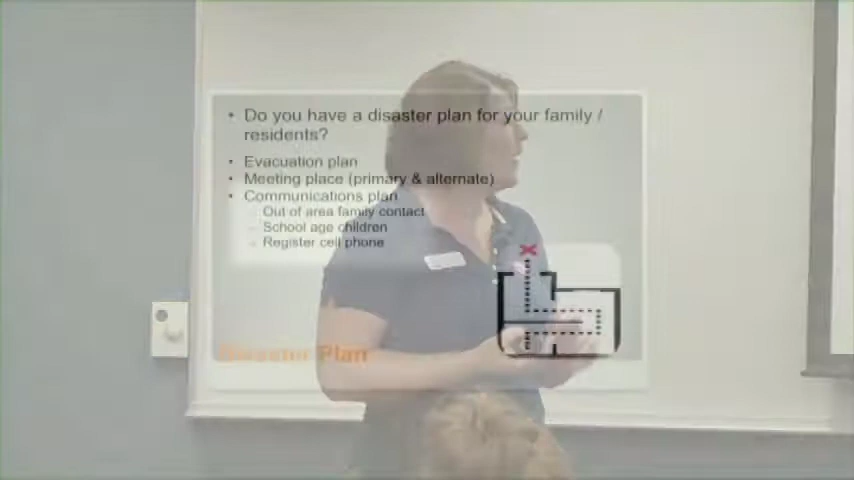 • Do you have a disaster plan for your family /
residents?
• Evacuation plan
• Meeting place (primary & alternate)
• Communications plan
– Out of area family contact
– School age children
– Register cell phone
Disaster Plan